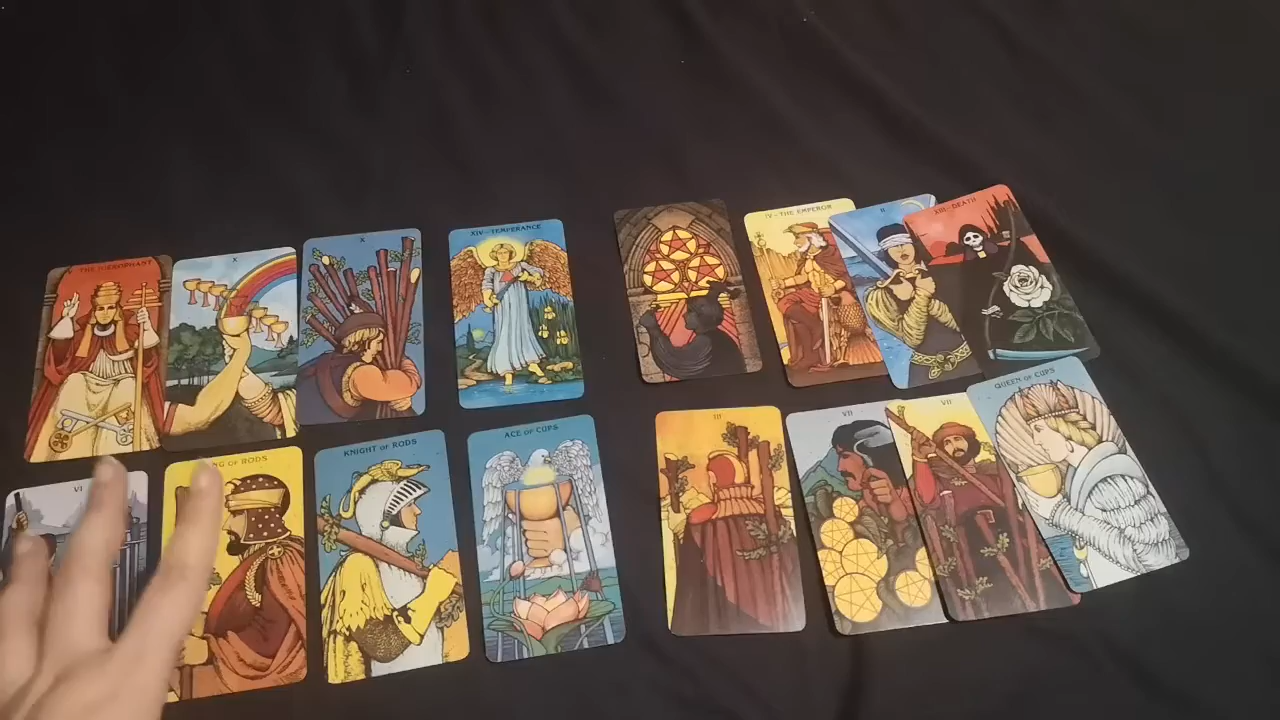 THE HIEROPHANT
X
X
XIV-TEMPERANCE
IV-THE EMPEROR
II
XIII-DEATH
VI
OF RODS
KNIGHT OF RODS
ACE OF CUPS
III
VII
VII
QUEEN OF CUPS